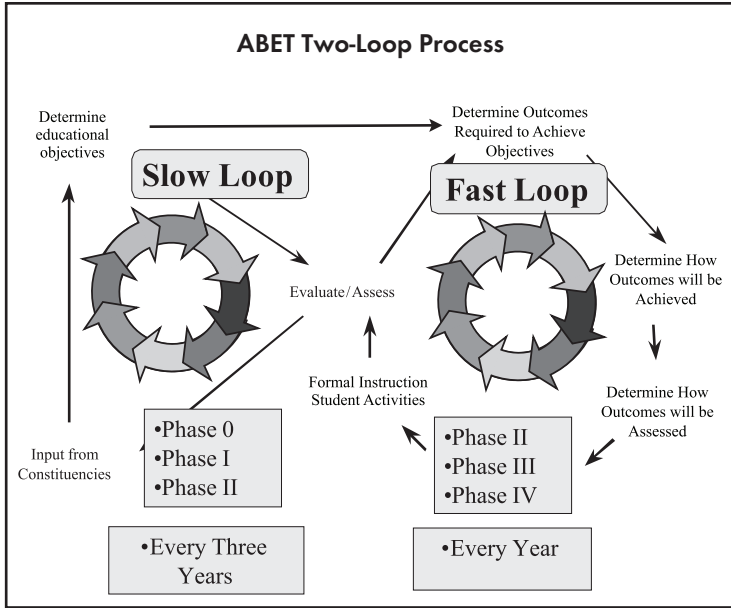 ABET Two-Loop Process
Determine
educational
objectives
Determine Outcomes
Required to Achieve
Objectives
Slow Loop
Fast Loop
Evaluate/Assess
Determine How
Outcomes will be
Achieved
Formal Instruction
Student Activities
Determine How
Outcomes will be
Assessed
Input from
Constituencies
•Phase 0
•Phase I
•Phase II
•Phase II
•Phase III
•Phase IV
•Every Three
Years
•Every Year